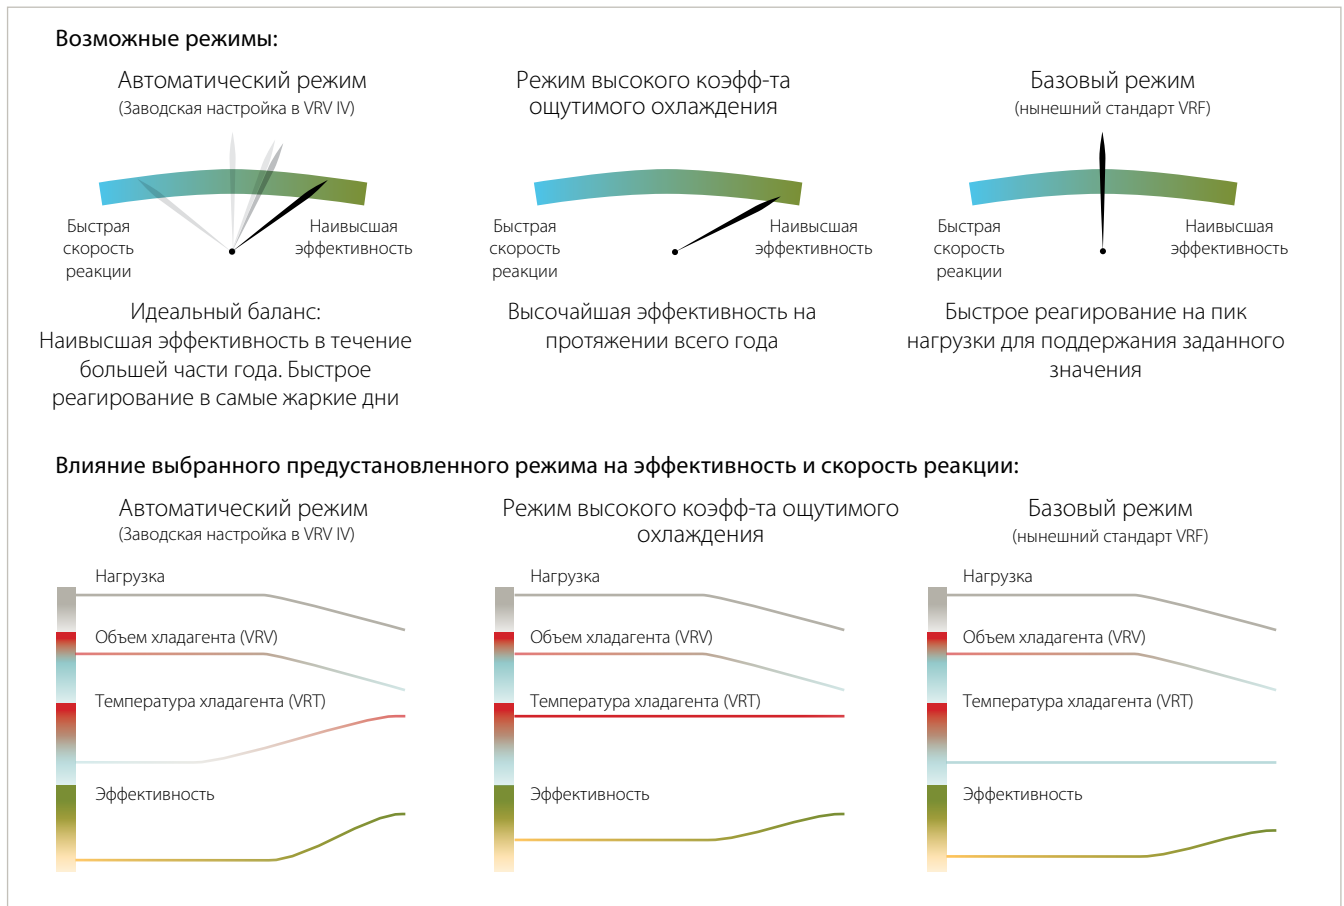 Возможные режимы:
Автоматический режим
(Заводская настройка в VRV IV)
Быстрая
скорость
реакции
Наивысшая
эффективность
Идеальный баланс:
Наивысшая эффективность в течение
большей части года. Быстрое
реагирование в самые жаркие дни
Режим высокого коэфф-та
ощутимого охлаждения
Быстрая
скорость
реакции
Наивысшая
эффективность
Высочайшая эффективность на
протяжении всего года
Базовый режим
(нынешний стандарт VRF)
Быстрая
скорость
реакции
Наивысшая
эффективность
Быстрое реагирование на пик
нагрузки для поддержания заданного
значения
Влияние выбранного предустановленного режима на эффективность и скорость реакции:
Автоматический режим
(Заводская настройка в VRV IV)
Нагрузка
Объем хладагента (VRV)
Температура хладагента (VRT)
Эффективность
Режим высокого коэфф-та ощутимого
охлаждения
Нагрузка
Объем хладагента (VRV)
Температура хладагента (VRT)
Эффективность
Базовый режим
(нынешний стандарт VRF)
Нагрузка
Объем хладагента (VRV)
Температура хладагента (VRT)
Эффективность